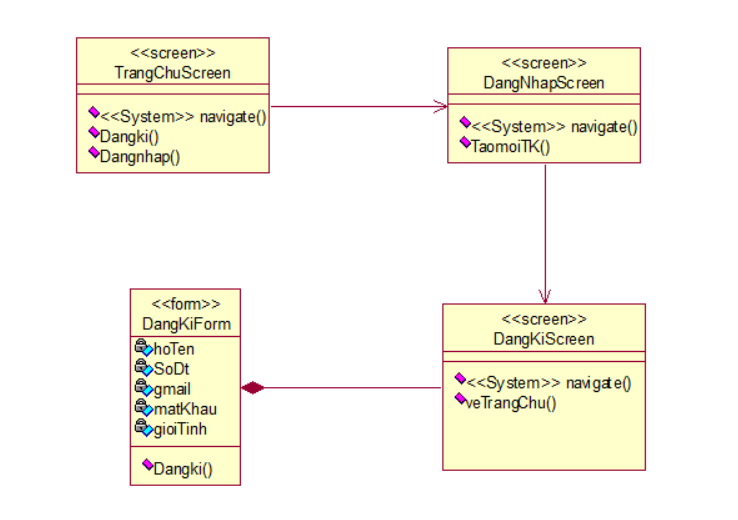 <<screen>>
TrangChuScreen
<<System>> navigate()
Dangki()
Dangnhap()
<<screen>>
DangNhapScreen
<<System>> navigate()
TaomoiTK()
<<form>>
DangKiForm
hoTen
SoDt
gmail
matKhau
gioiTinh
Dangki()
<<screen>>
DangKiScreen
<<System>> navigate()
veTrangChu()